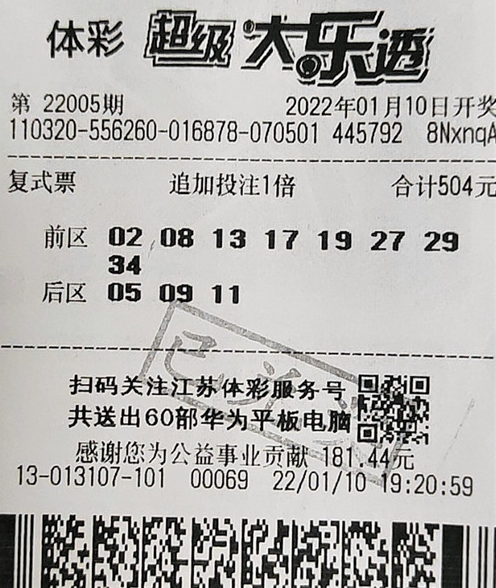 体彩 超级大乐透
第 22005期 2022年01月10日开奖
110320-556260-016878-070501 445792 8NxnqA
复式票 追加投注1倍 合计504元
前区 02 08 13 17 19 27 29
34
后区 05 09 11
扫码关注江苏体彩服务号
共送出60部华为平板电脑
感谢您为公益事业贡献 181.44元
13-013107-101 00069 22/01/10 19:20:59